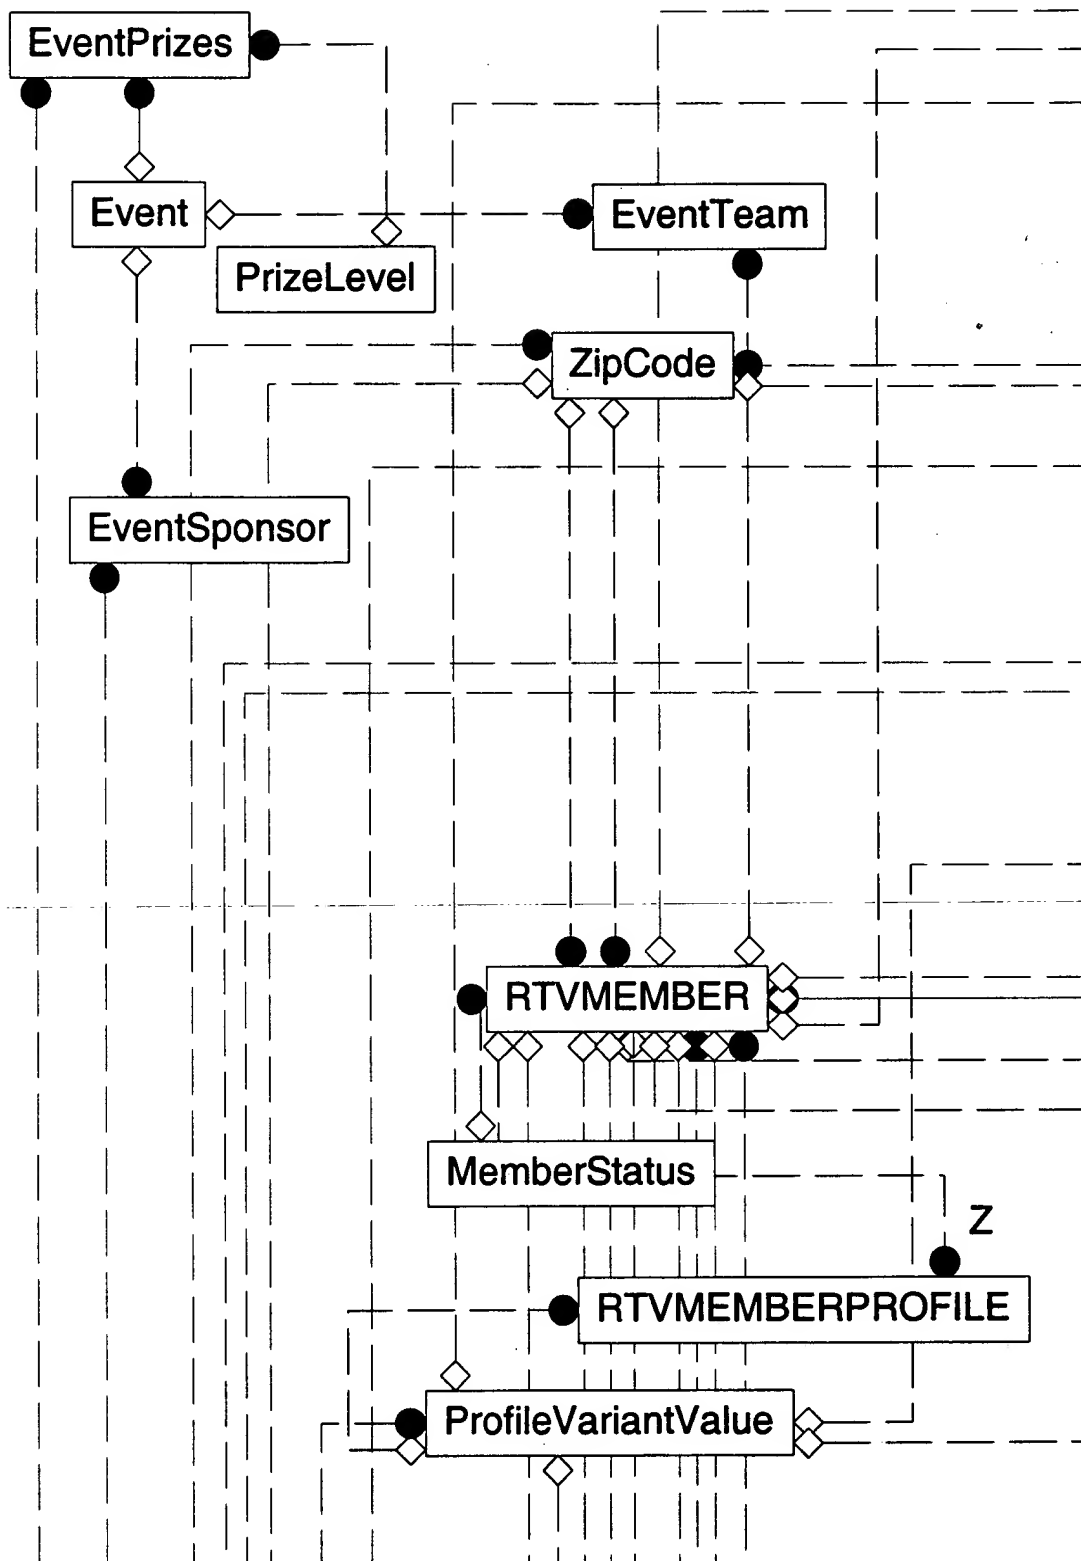 EventPrizes
Event
EventTeam
PrizeLevel
ZipCode
EventSponsor
RTVMEMBER
MemberStatus
Z
RTVMEMBERPROFILE
ProfileVariantValue